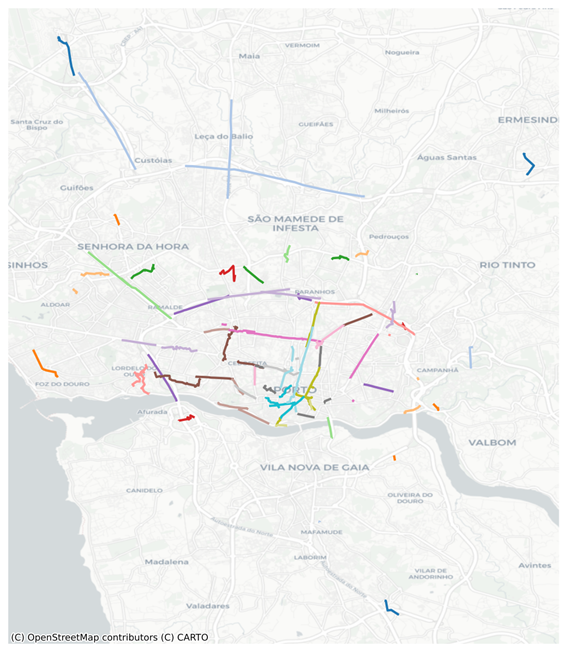 Maia
VERMOIM
Nogueira
Santa Cruz do
Bispo
GUEIFÃES
Milheirós
ERMESIND
Leça do Balio
Custóias
Águas Santas
Guifões
SÃO MAMEDE DE
INFESTA
Pedrouços
SENHORA DA HORA
SINHOS
RIO TINTO
ALDOAR
RAMALDE
PARANHOS
LORDELO DO
OU
CEDOFEITA
FOZ DO DOURO
PORTO
CAMPANHÃ
Afurada
VALBOM
VILA NOVA DE GAIA
CANIDELO
OLIVEIRA DO
DOURO
MAFAMUDE
LABORIM
Madalena
VILAR DE
ANDORINHO
Avintes
Valadares
(C) OpenStreetMap contributors (C) CARTO